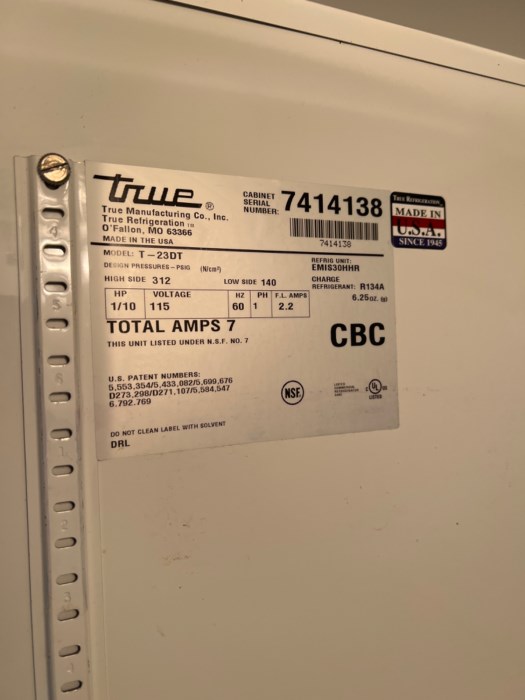 true ®
True Manufacturing Co., Inc.
True Refrigeration TM
O'Fallon, MO 63366
MADE IN THE USA
CABINET SERIAL NUMBER: 7414138
7414138
TRUE REFRIGERATION
MADE IN
U.S.A.
SINCE 1945
MODEL: T-23DT
REFRIG UNIT:
EMIS30HHR
DESIGN PRESSURES-PSIG (N/cm²)
HIGH SIDE 312 LOW SIDE 140
CHARGE
REFRIGERANT: R134A
6.25oz.
HP VOLTAGE HZ PH F.L. AMPS
1/10 115 60 1 2.2
TOTAL AMPS 7
CBC
THIS UNIT LISTED UNDER N.S.F. NO. 7
U.S. PATENT NUMBERS:
5,553,354/5,433,082/5,699,676
D273,298/D271,107/5,584,547
6.792.769
NSF.
UL
LISTED
DO NOT CLEAN LABEL WITH SOLVENT
DRL